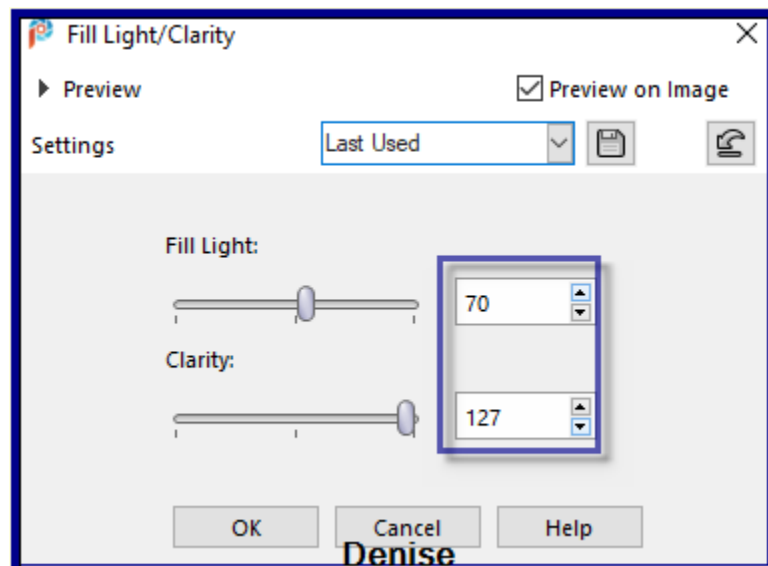 Fill Light/Clarity
Preview
Preview on Image
Settings
Last Used
Fill Light:
70
Clarity:
127
OK
Cancel
Help
Denise